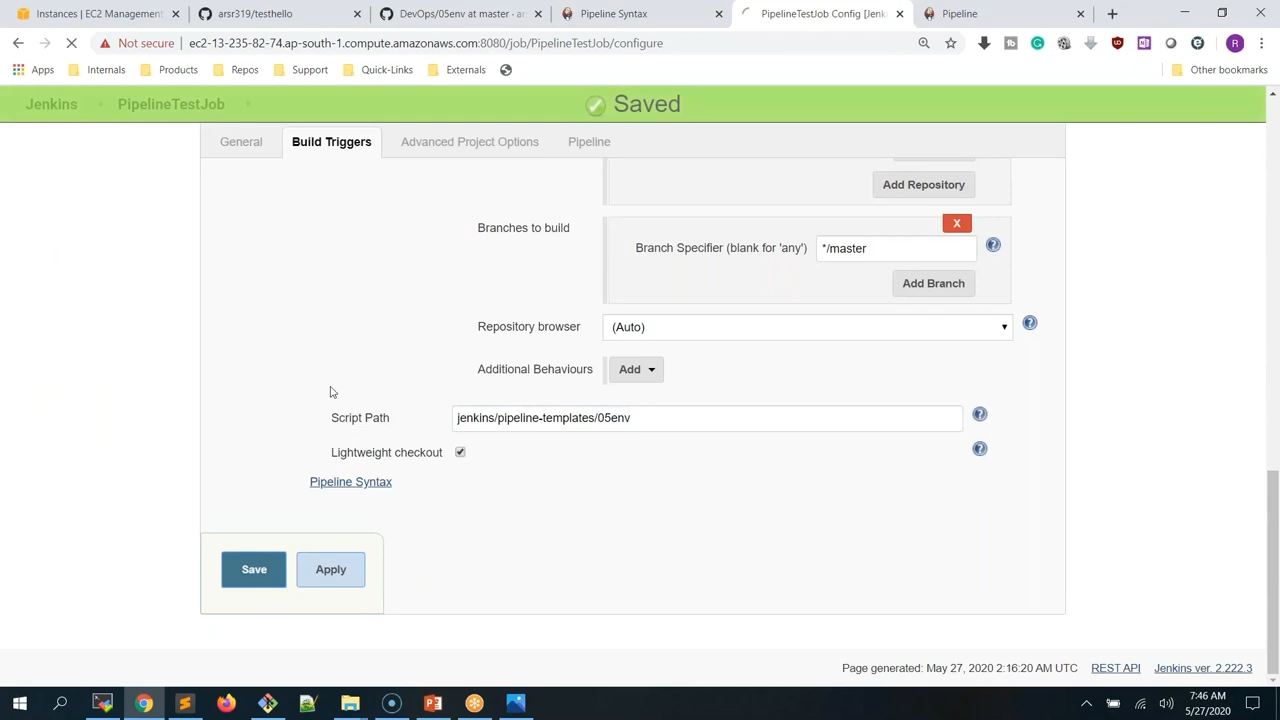 Instances | EC2 Management
arsr319/testhello
DevOps/05env at master · ar
Pipeline Syntax
PipelineTestJob Config [Jenk
Pipeline
Not secure
ec2-13-235-82-74.ap-south-1.compute.amazonaws.com:8080/job/PipelineTestJob/configure
Apps
Internals
Products
Repos
Support
Quick-Links
Externals
Other bookmarks
Jenkins
PipelineTestJob
Saved
General
Build Triggers
Advanced Project Options
Pipeline
Add Repository
Branches to build
X
Branch Specifier (blank for 'any')
*/master
Add Branch
Repository browser
(Auto)
Additional Behaviours
Add
Script Path
jenkins/pipeline-templates/05env
Lightweight checkout
Pipeline Syntax
Save
Apply
Page generated: May 27, 2020 2:16:20 AM UTC
REST API
Jenkins ver. 2.222.3
7:46 AM
5/27/2020